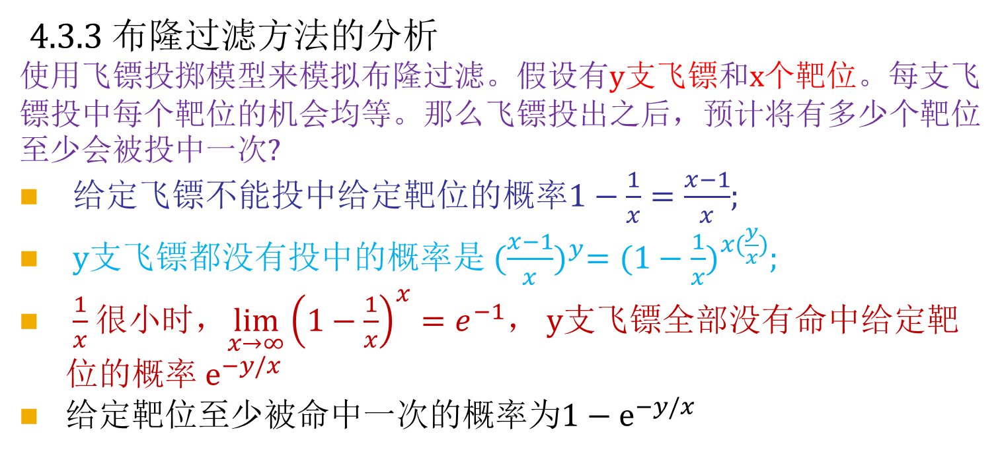 4.3.3 布隆过滤方法的分析
使用飞镖投掷模型来模拟布隆过滤。假设有y支飞镖和x个靶位。每支飞
镖投中每个靶位的机会均等。那么飞镖投出之后，预计将有多少个靶位
至少会被投中一次?
■ 给定飞镖不能投中给定靶位的概率$1-\frac{1}{x}=\frac{x-1}{x}$;
■ y支飞镖都没有投中的概率是 $(\frac{x-1}{x})^{y}=(1-\frac{1}{x})^{x(\frac{y}{x})}$;
■ $\frac{1}{x}$ 很小时，$\lim_{x\to\infty}\left(1-\frac{1}{x}\right)^{x}=e^{-1}$，y支飞镖全部没有命中给定靶
位的概率 $e^{-y/x}$
■ 给定靶位至少被命中一次的概率为$1-e^{-y/x}$